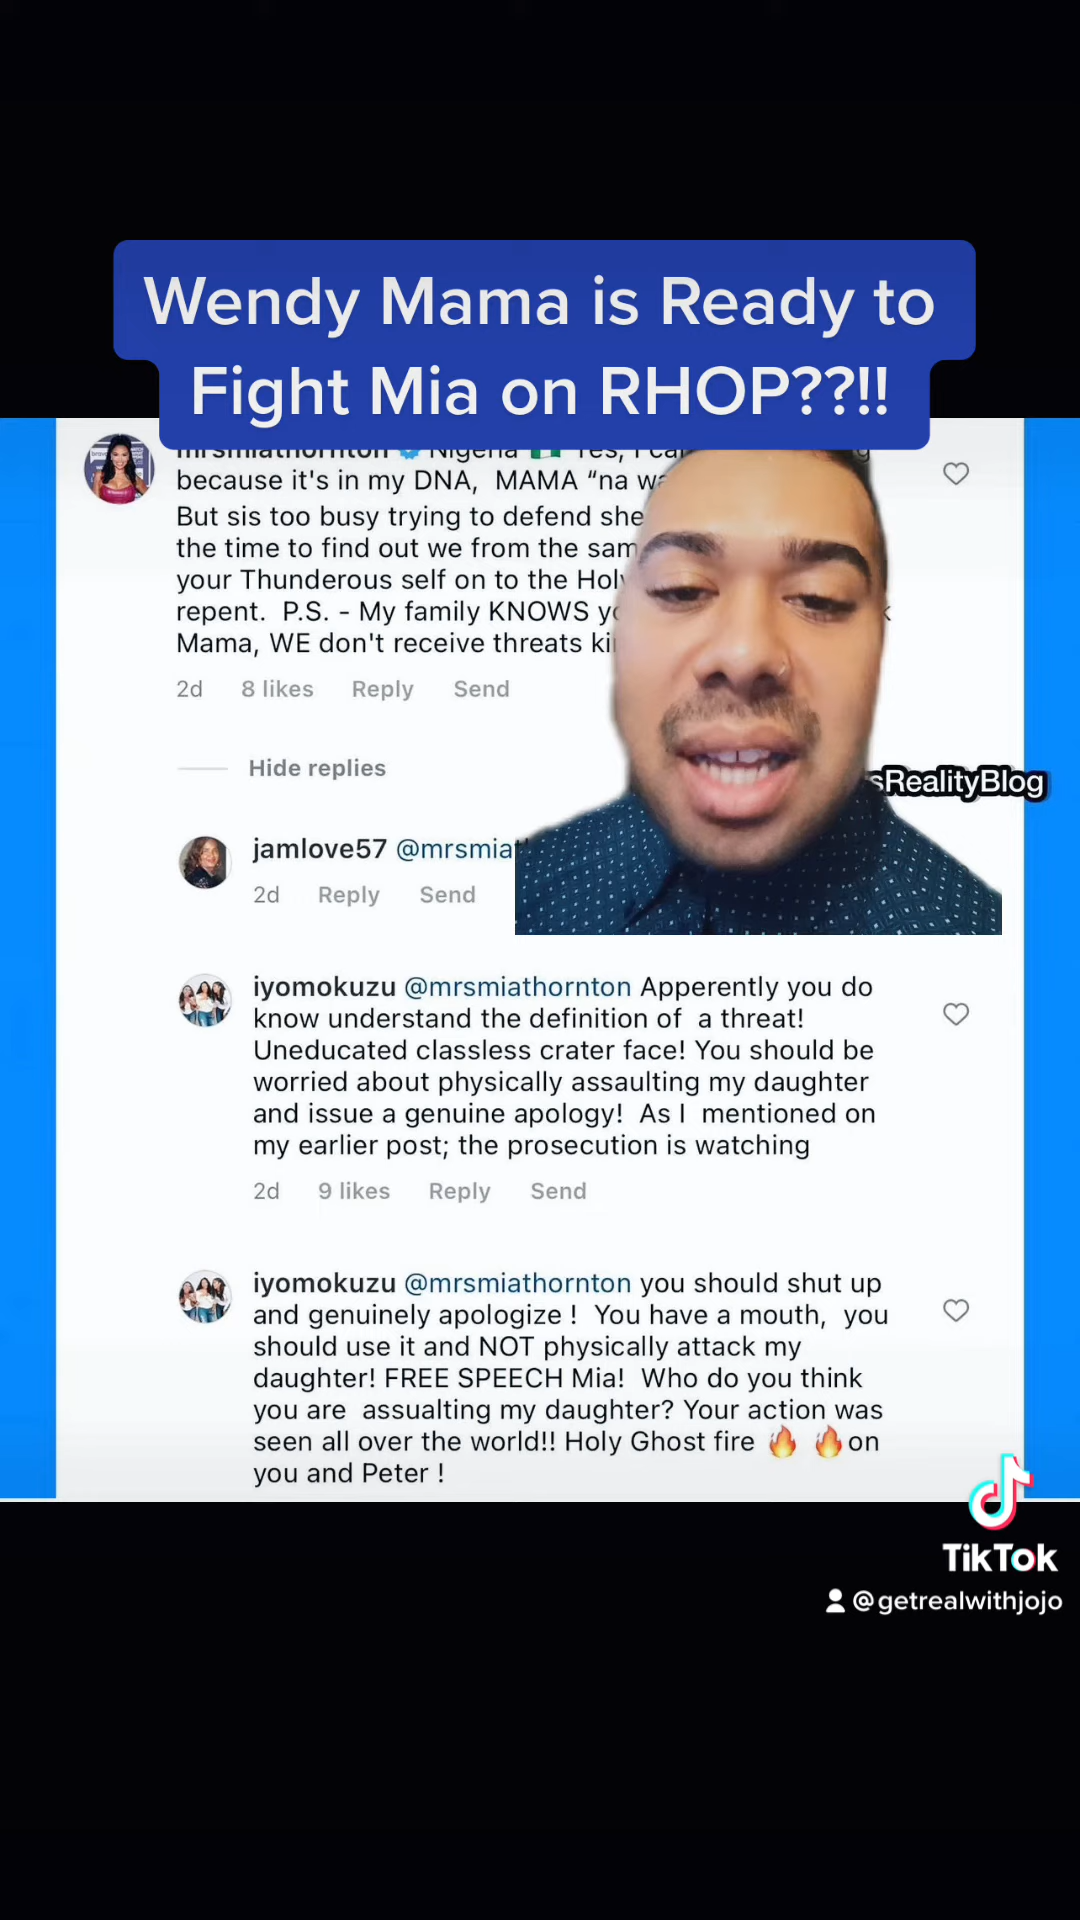 Wendy Mama is Ready to
Fight Mia on RHOP??!!
mrsmiathornton Nigeria 🇳🇬 Yes, I
because it's in my DNA, MAMA “na
But sis too busy trying to defend
the time to find out we from the
your Thunderous self on to the
repent. P.S. - My family KNOWS
Mama, WE don't receive threats
2d 8 likes Reply Send
Hide replies
sRealityBlog
jamlove57
2d Reply Send
iyomokuzu @mrsmiathornton Apperently you do
know understand the definition of a threat!
Uneducated classless crater face! You should be
worried about physically assaulting my daughter
and issue a genuine apology! As I mentioned on
my earlier post; the prosecution is watching
2d 9 likes Reply Send
iyomokuzu @mrsmiathornton you should shut up
and genuinely apologize ! You have a mouth, you
should use it and NOT physically attack my
daughter! FREE SPEECH Mia! Who do you think
you are assualting my daughter? Your action was
seen all over the world!! Holy Ghost fire 🔥 🔥on
you and Peter !
TikTok
@getrealwithjojo